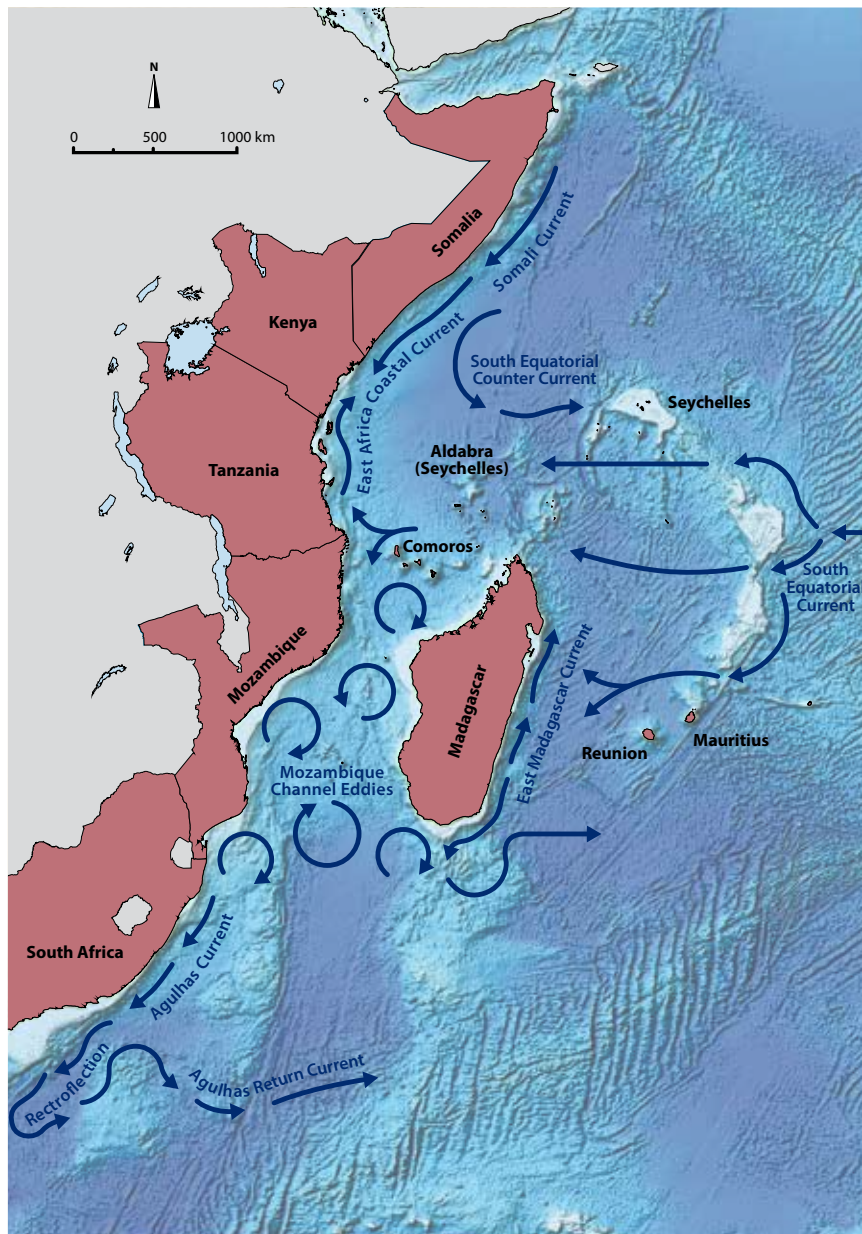 N
0 500 1000 km
Somalia
Somali Current
Kenya
East Africa Coastal Current
South Equatorial
Counter Current
Seychelles
Tanzania
Aldabra
(Seychelles)
Comoros
South
Equatorial
Current
Mozambique
Madagascar
East Madagascar Current
Reunion
Mauritius
Mozambique
Channel Eddies
South Africa
Agulhas Current
Rectroflection
Agulhas Return Current